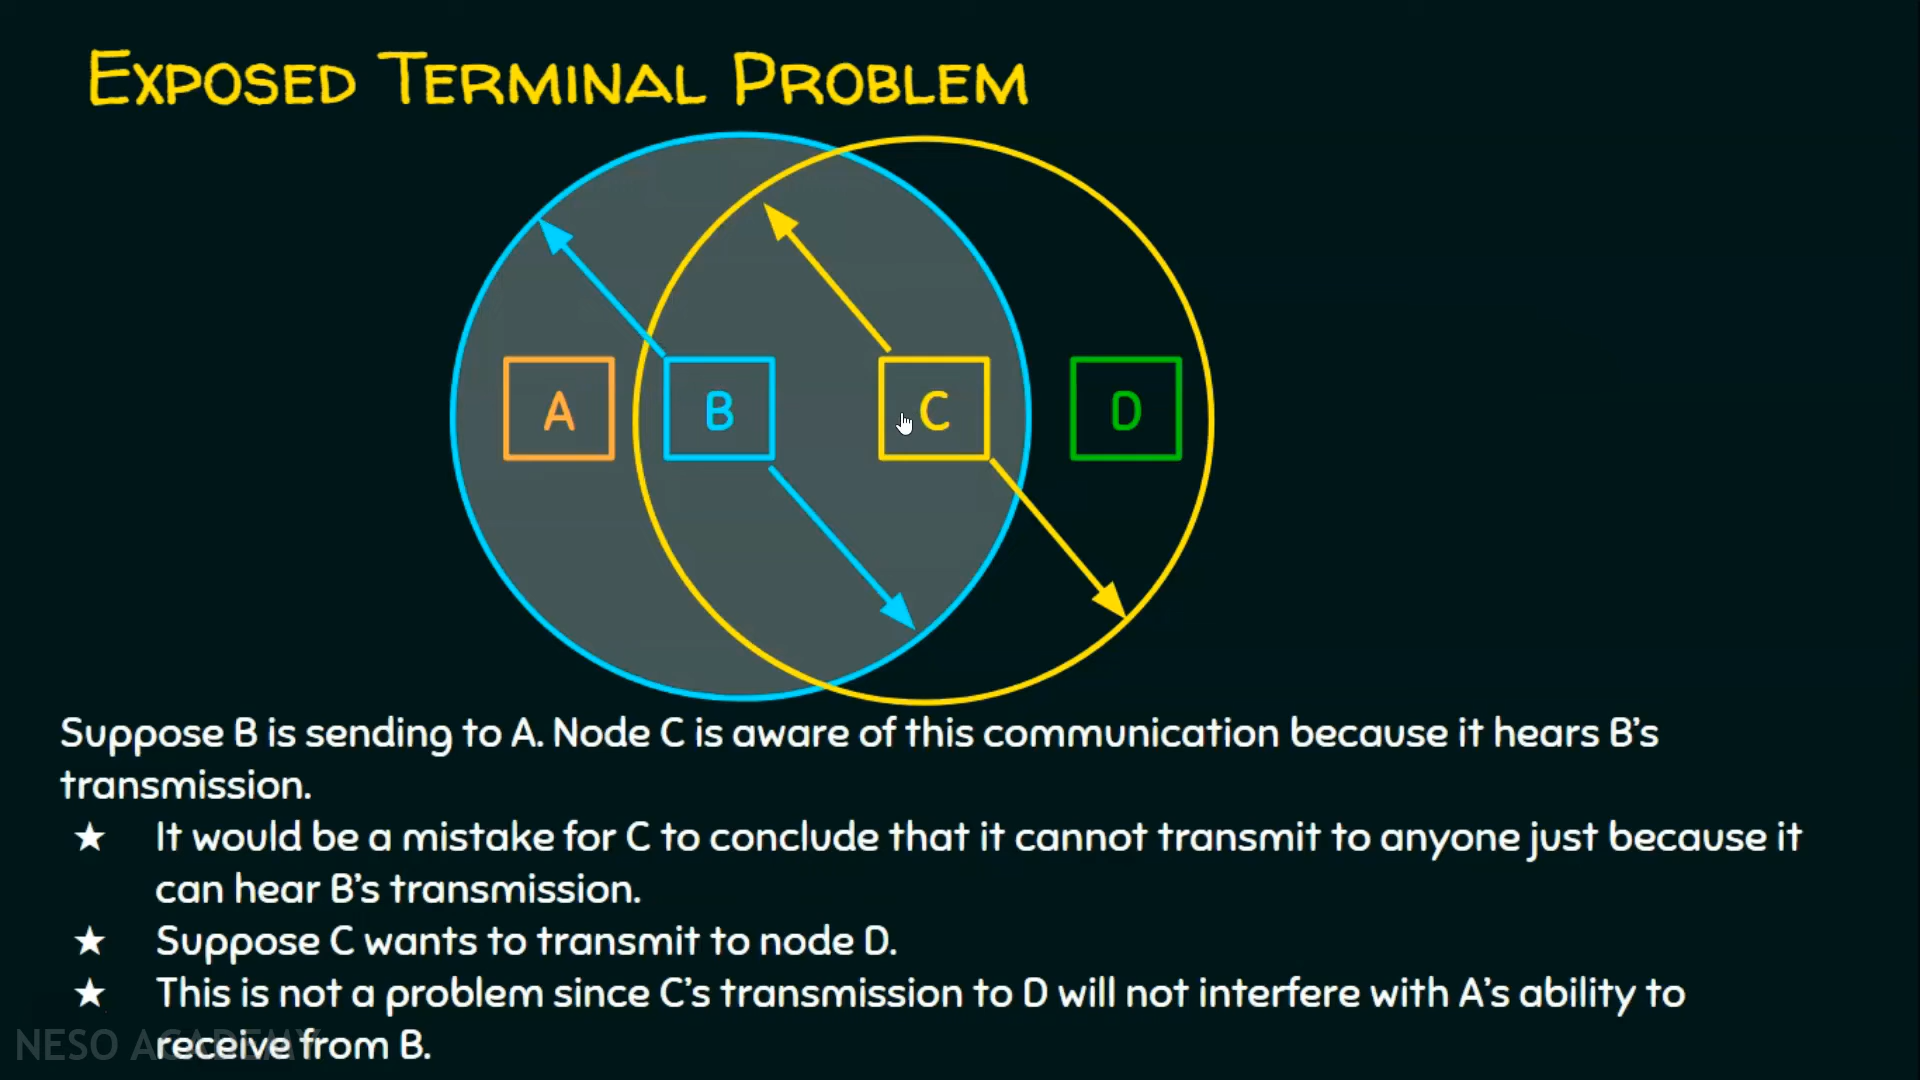 EXPOSED TERMINAL PROBLEM
A B C D
Suppose B is sending to A. Node C is aware of this communication because it hears B's
transmission.
★ It would be a mistake for C to conclude that it cannot transmit to anyone just because it
can hear B's transmission.
★ Suppose C wants to transmit to node D.
★ This is not a problem since C's transmission to D will not interfere with A's ability to
receive from B.
NESO ACADEMY